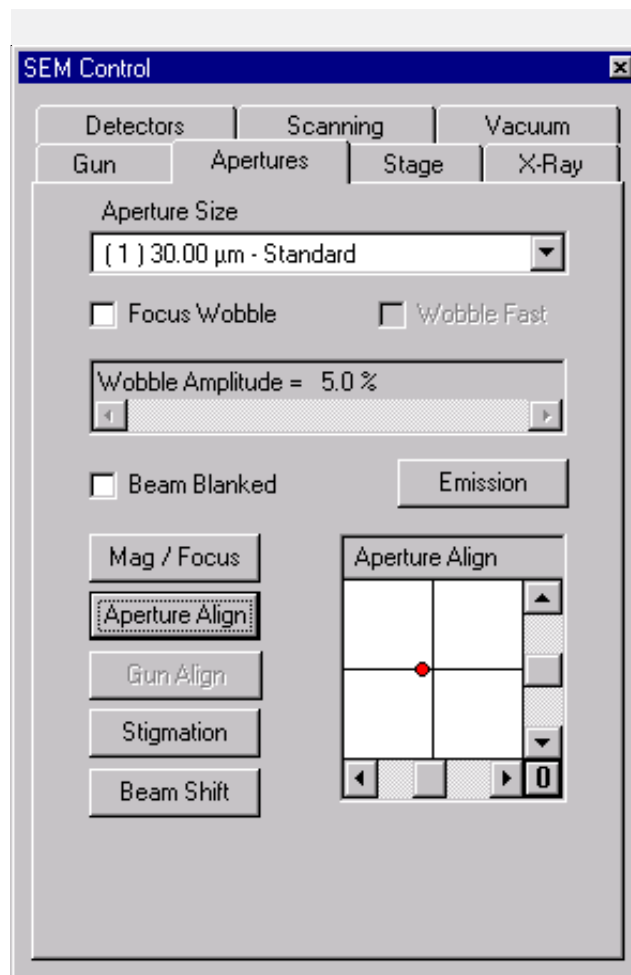 SEM Control
Detectors Scanning Vacuum
Gun Apertures Stage X-Ray
Aperture Size
( 1 ) 30.00 µm - Standard
Focus Wobble Wobble Fast
Wobble Amplitude = 5.0 %
Beam Blanked Emission
Mag / Focus Aperture Align
Aperture Align
Gun Align
Stigmation
Beam Shift 0